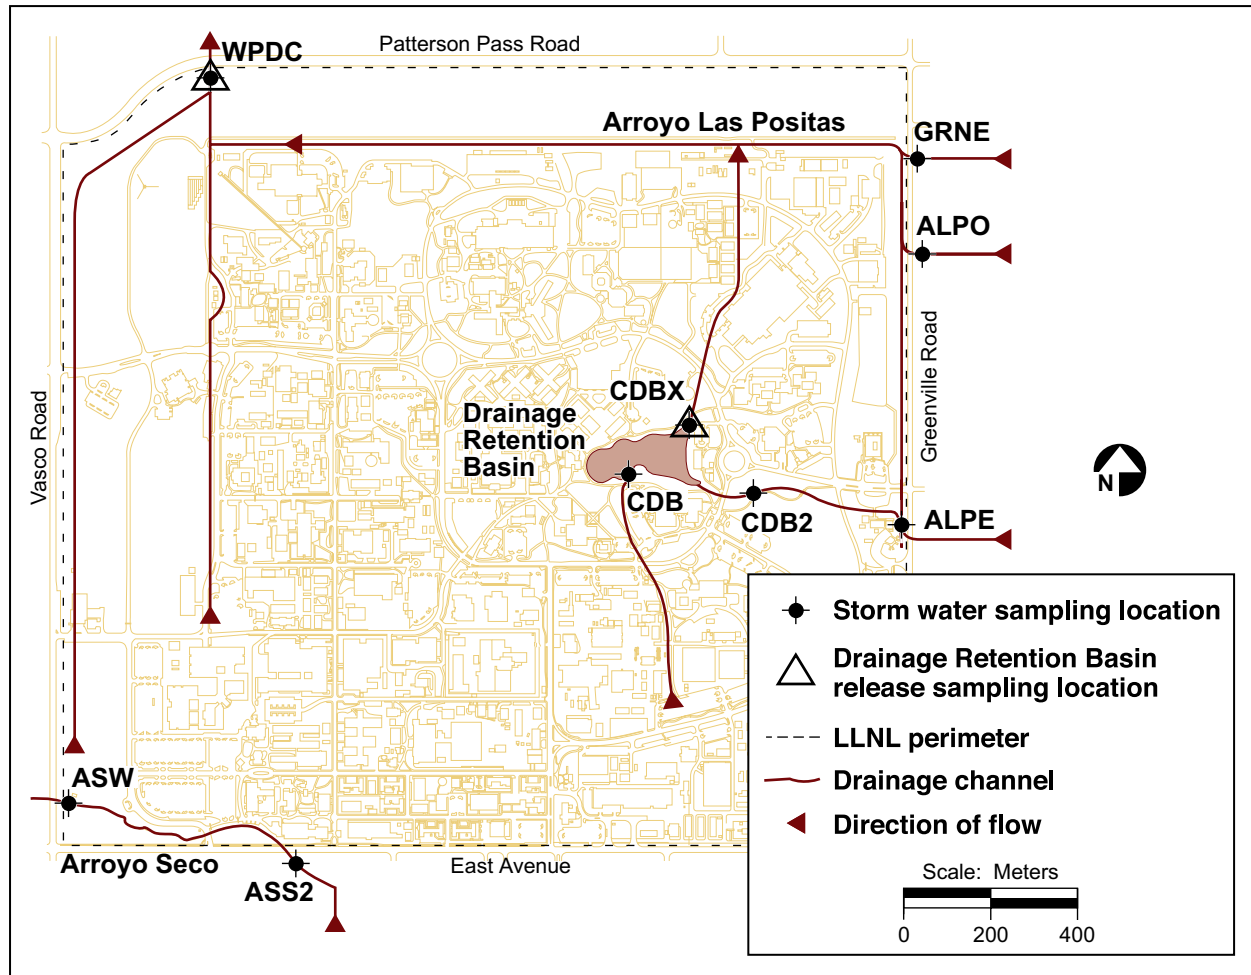 WPDC
Patterson Pass Road
Arroyo Las Positas
GRNE
ALPO
Vasco Road
Greenville Road
CDBX
Drainage
Retention
Basin
CDB
CDB2
ALPE
N
ASW
Arroyo Seco
ASS2
East Avenue
Storm water sampling location
Drainage Retention Basin
release sampling location
LLNL perimeter
Drainage channel
Direction of flow
Scale: Meters
0 200 400